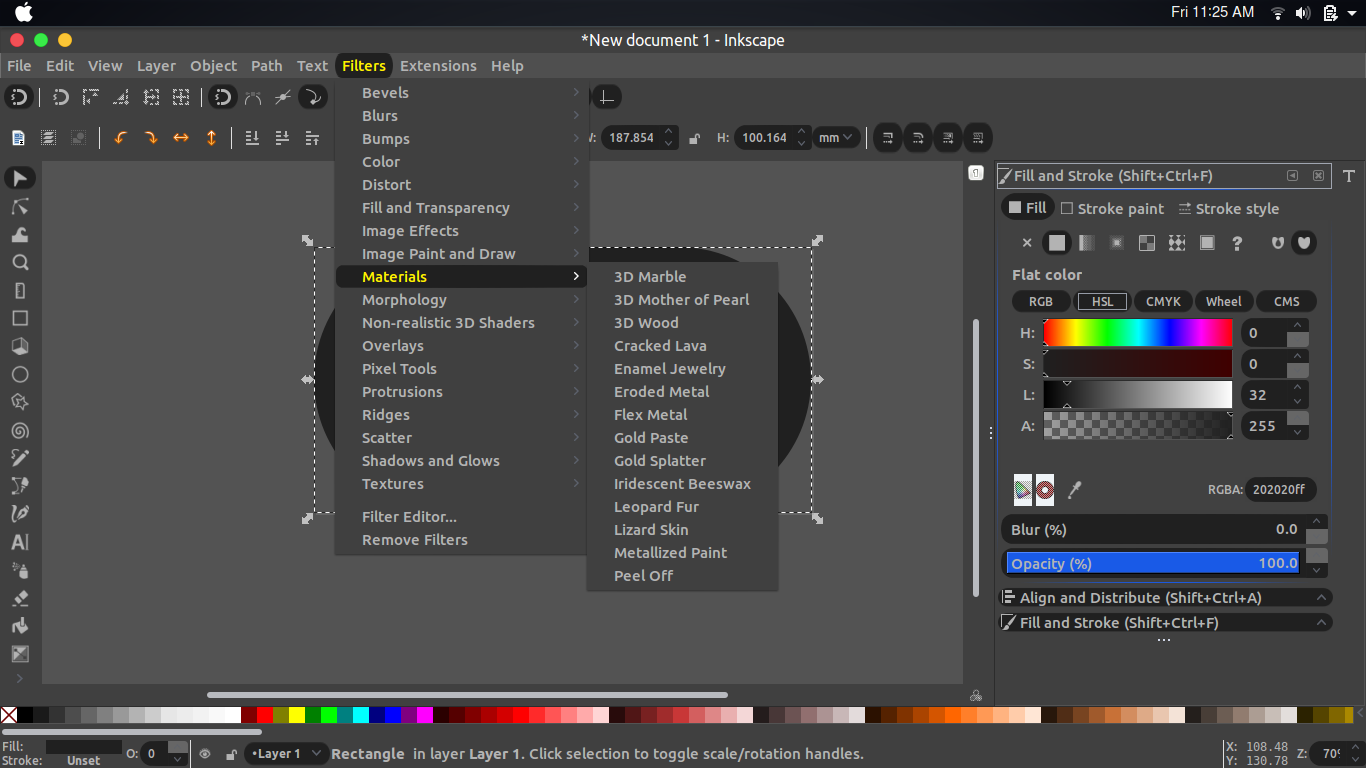 Fri 11:25 AM
*New document 1 - Inkscape
File Edit View Layer Object Path Text Filters Extensions Help
187.854 H: 100.164 mm
Bevels
Blurs
Bumps
Color
Distort
Fill and Transparency
Image Effects
Image Paint and Draw
Materials
Morphology
Non-realistic 3D Shaders
Overlays
Pixel Tools
Protrusions
Ridges
Scatter
Shadows and Glows
Textures
Filter Editor...
Remove Filters
3D Marble
3D Mother of Pearl
3D Wood
Cracked Lava
Enamel Jewelry
Eroded Metal
Flex Metal
Gold Paste
Gold Splatter
Iridescent Beeswax
Leopard Fur
Lizard Skin
Metallized Paint
Peel Off
Fill and Stroke (Shift+Ctrl+F)
Fill Stroke paint Stroke style
Flat color
RGB HSL CMYK Wheel CMS
H: 0
S: 0
L: 32
A: 255
RGBA: 202020ff
Blur (%) 0.0
Opacity (%) 100.0
Align and Distribute (Shift+Ctrl+A)
Fill and Stroke (Shift+Ctrl+F)
Fill: O: 0 •Layer 1 Rectangle in layer Layer 1. Click selection to toggle scale/rotation handles. X: 108.48 Z:
Stroke: Unset Y: 130.78